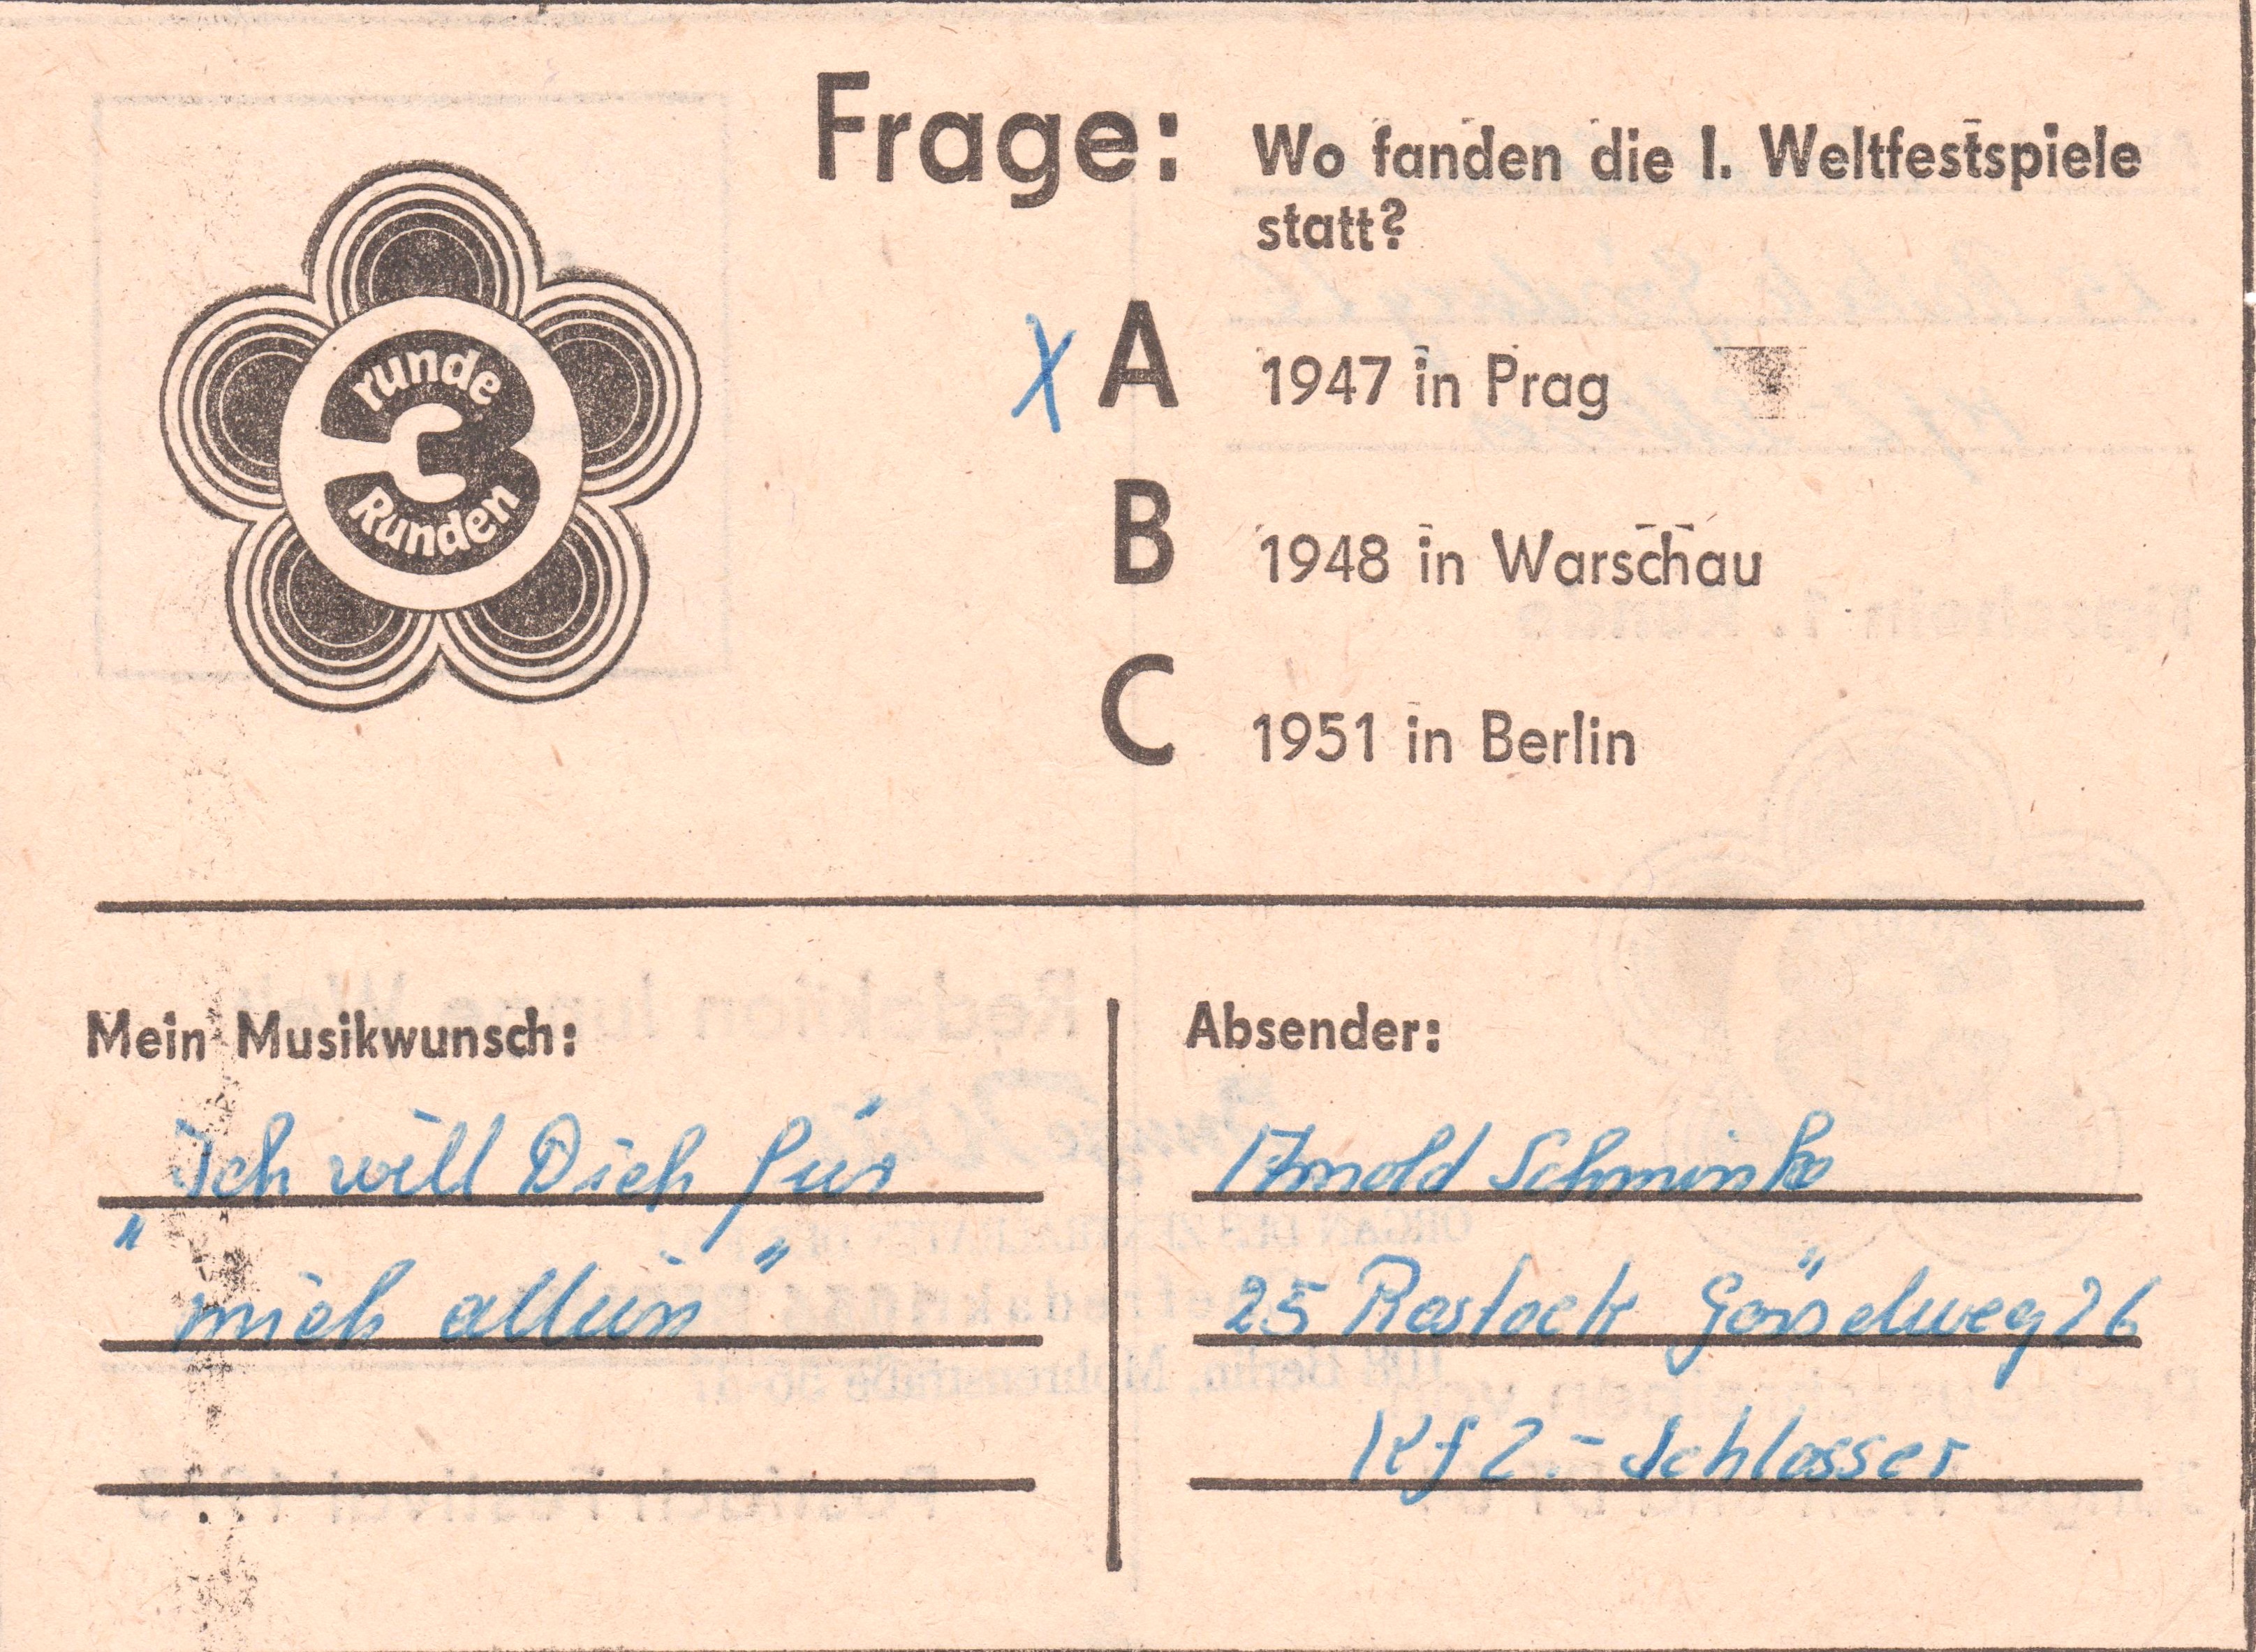 runde
3
Runden
Frage: Wo fanden die I. Weltfestspiele
statt?
X A 1947 in Prag
B 1948 in Warschau
C 1951 in Berlin
Mein Musikwunsch:
"Ich will Dich für
mich allein"
Absender:
Arnold Schminke
25 Rostock Gösselweg 26
Kfz.-Schlosser